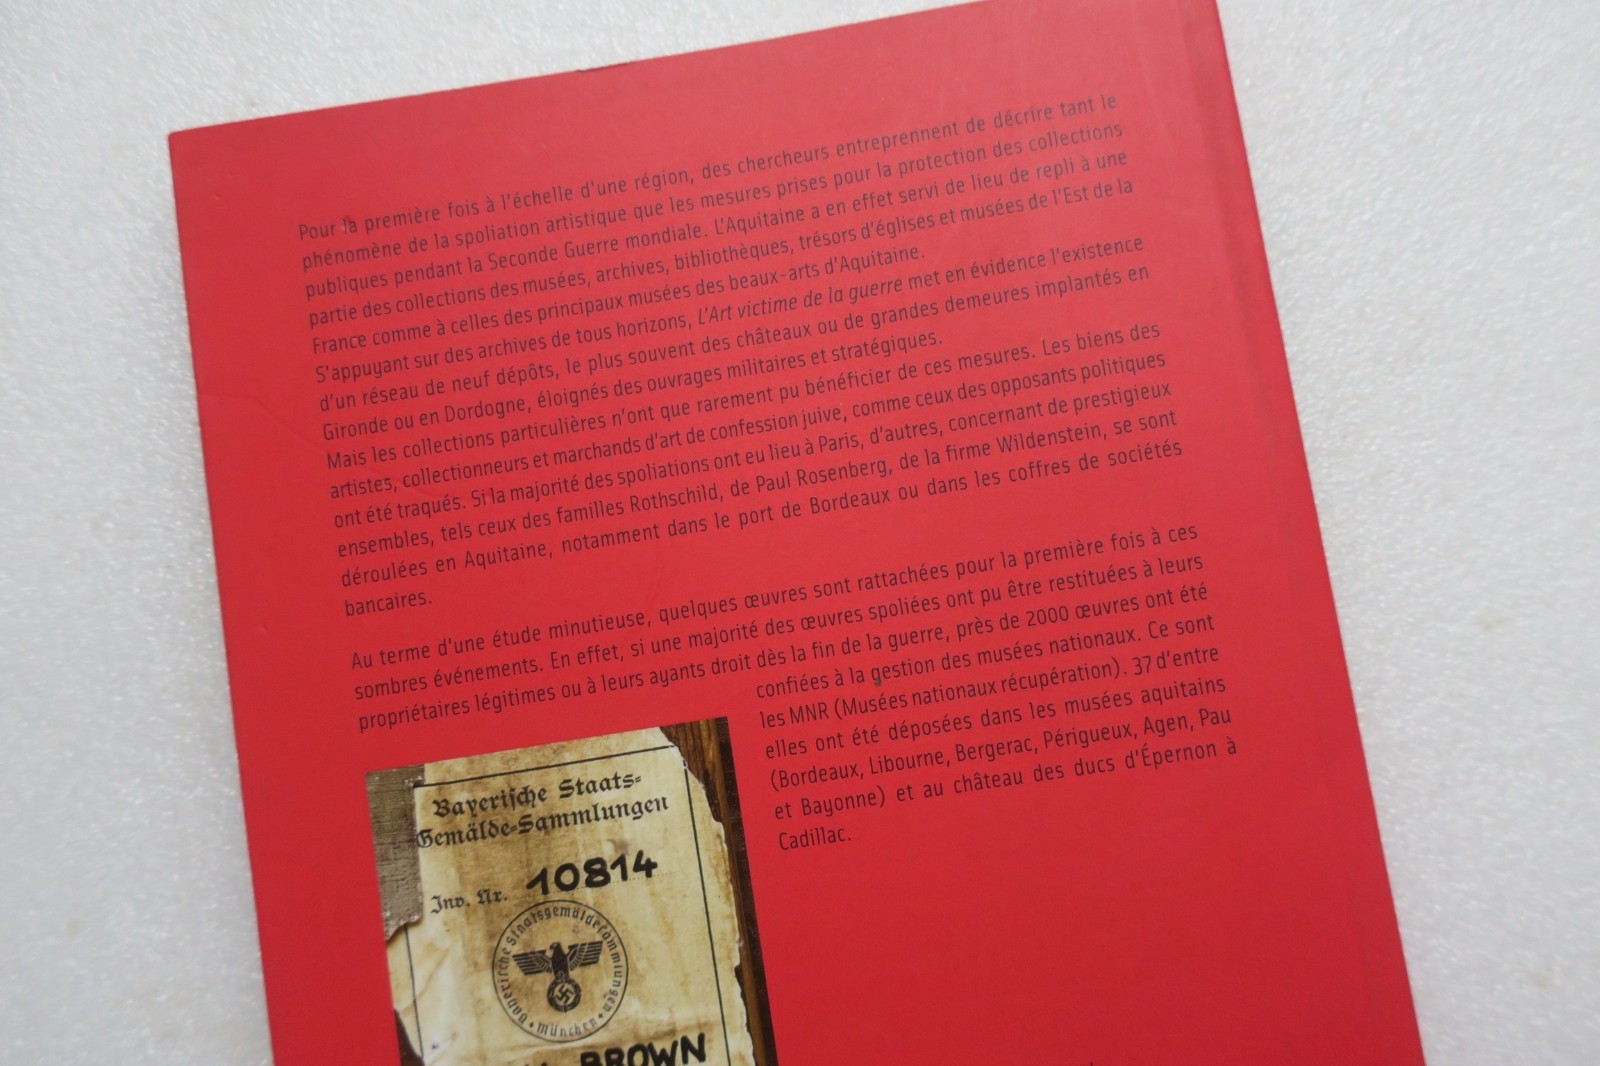 Pour la première fois à l'échelle d'une région, des chercheurs entreprennent de décrire tant le
phénomène de la spoliation artistique que les mesures prises pour la protection des collections
publiques pendant la Seconde Guerre mondiale. L'Aquitaine a en effet servi de lieu de repli à une
partie des collections des musées, archives, bibliothèques, trésors d'églises et musées de l'Est de la
France comme à celles des principaux musées des beaux-arts d'Aquitaine.
S'appuyant sur des archives de tous horizons, L'Art victime de la guerre met en évidence l'existence
d'un réseau de neuf dépôts, le plus souvent des châteaux ou de grandes demeures implantés en
Gironde ou en Dordogne, éloignés des ouvrages militaires et stratégiques.
Mais les collections particulières n'ont que rarement pu bénéficier de ces mesures. Les biens des
artistes, collectionneurs et marchands d'art de confession juive, comme ceux des opposants politiques
ont été traqués. Si la majorité des spoliations ont eu lieu à Paris, d'autres, concernant de prestigieux
ensembles, tels ceux des familles Rothschild, de Paul Rosenberg, de la firme Wildenstein, se sont
déroulées en Aquitaine, notamment dans le port de Bordeaux ou dans les coffres de sociétés
bancaires.
Au terme d'une étude minutieuse, quelques œuvres sont rattachées pour la première fois à ces
sombres événements. En effet, si une majorité des œuvres spoliées ont pu être restituées à leurs
propriétaires légitimes ou à leurs ayants droit dès la fin de la guerre, près de 2000 œuvres ont été
confiées à la gestion des musées nationaux. Ce sont
les MNR (Musées nationaux récupération). 37 d'entre
elles ont été déposées dans les musées aquitains
(Bordeaux, Libourne, Bergerac, Périgueux, Agen, Pau
et Bayonne) et au château des ducs d'Épernon à
Cadillac.
Bayerische Staats=
Gemälde=Sammlungen
Inv. Nr. 10814
Bayerische Staatsgemäldesammlungen
München
BROWN